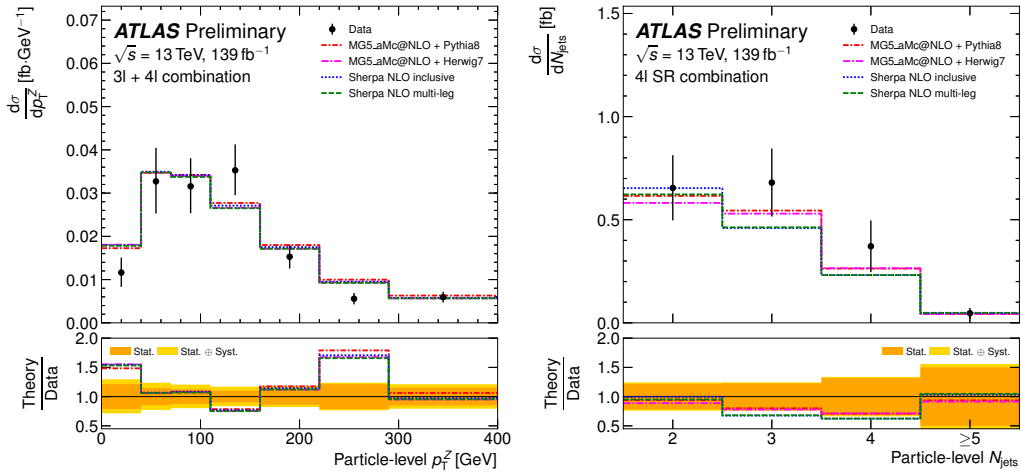 ATLAS Preliminary
√s = 13 TeV, 139 fb⁻¹
3l + 4l combination
Data
MG5_aMc@NLO + Pythia8
MG5_aMc@NLO + Herwig7
Sherpa NLO inclusive
Sherpa NLO multi-leg
dσ/dp_T^Z [fb·GeV⁻¹]
0.07
0.06
0.05
0.04
0.03
0.02
0.01
0.00
Stat. Stat. ⊕ Syst.
Theory/Data
2.0
1.5
1.0
0.5
0 100 200 300 400
Particle-level p_T^Z [GeV]
ATLAS Preliminary
√s = 13 TeV, 139 fb⁻¹
4l SR combination
Data
MG5_aMc@NLO + Pythia8
MG5_aMc@NLO + Herwig7
Sherpa NLO inclusive
Sherpa NLO multi-leg
dσ/dN_jets [fb]
1.5
1.0
0.5
0.0
Stat. Stat. ⊕ Syst.
Theory/Data
2.0
1.5
1.0
0.5
2 3 4 ≥5
Particle-level N_jets